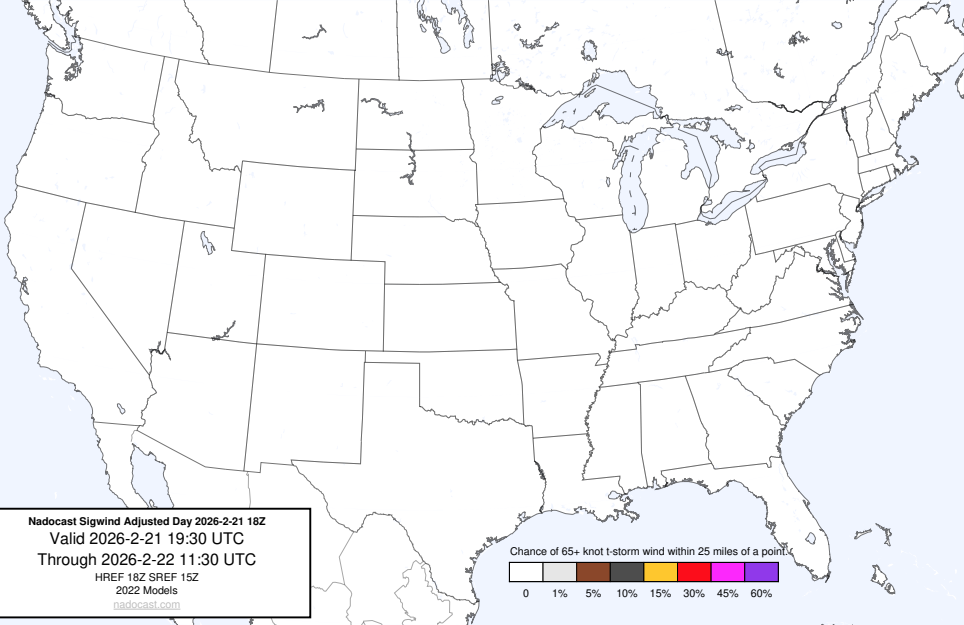 Nadocast Sigwind Adjusted Day 2026-2-21 18Z
Valid 2026-2-21 19:30 UTC
Through 2026-2-22 11:30 UTC
HREF 18Z SREF 15Z
2022 Models
nadocast.com
Chance of 65+ knot t-storm wind within 25 miles of a point.
0 1% 5% 10% 15% 30% 45% 60%